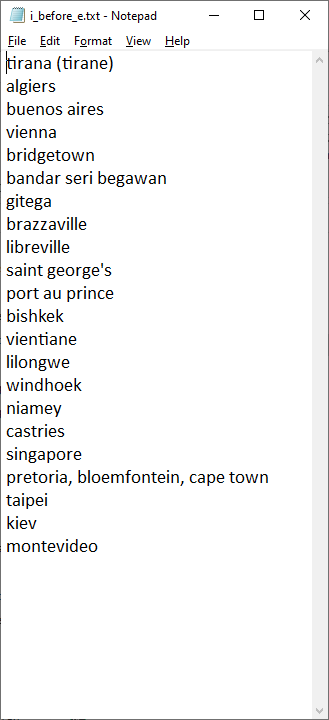 i_before_e.txt - Notepad
File Edit Format View Help
tirana (tirane)
algiers
buenos aires
vienna
bridgetown
bandar seri begawan
gitega
brazzaville
libreville
saint george's
port au prince
bishkek
vientiane
lilongwe
windhoek
niamey
castries
singapore
pretoria, bloemfontein, cape town
taipei
kiev
montevideo